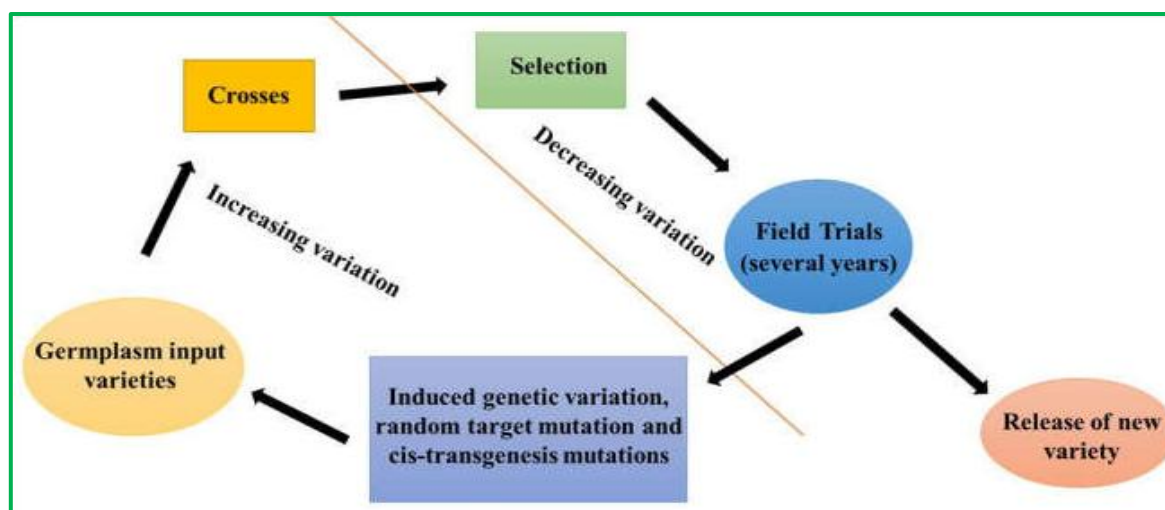 Crosses
Selection
Increasing variation
Decreasing variation
Field Trials
(several years)
Germplasm input
varieties
Induced genetic variation,
random target mutation and
cis-transgenesis mutations
Release of new
variety